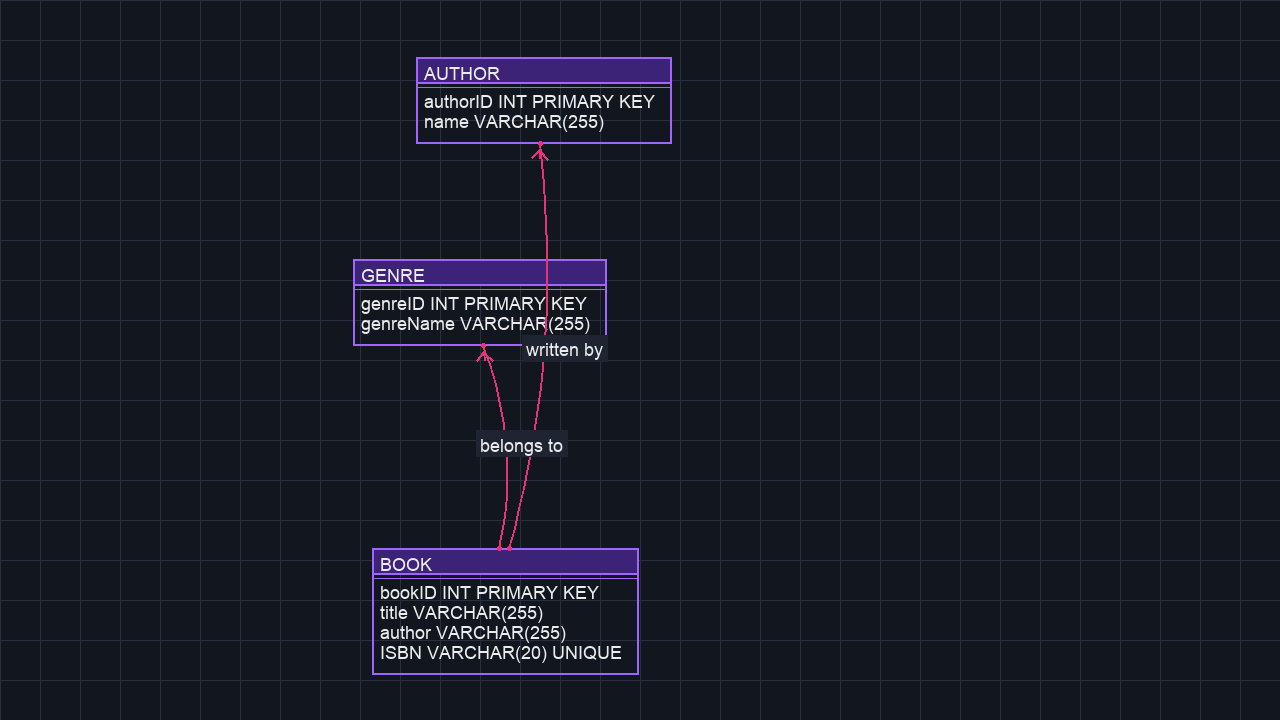 AUTHOR
authorID INT PRIMARY KEY
name VARCHAR(255)
GENRE
genreID INT PRIMARY KEY
genreName VARCHAR(255)
written by
belongs to
BOOK
bookID INT PRIMARY KEY
title VARCHAR(255)
author VARCHAR(255)
ISBN VARCHAR(20) UNIQUE